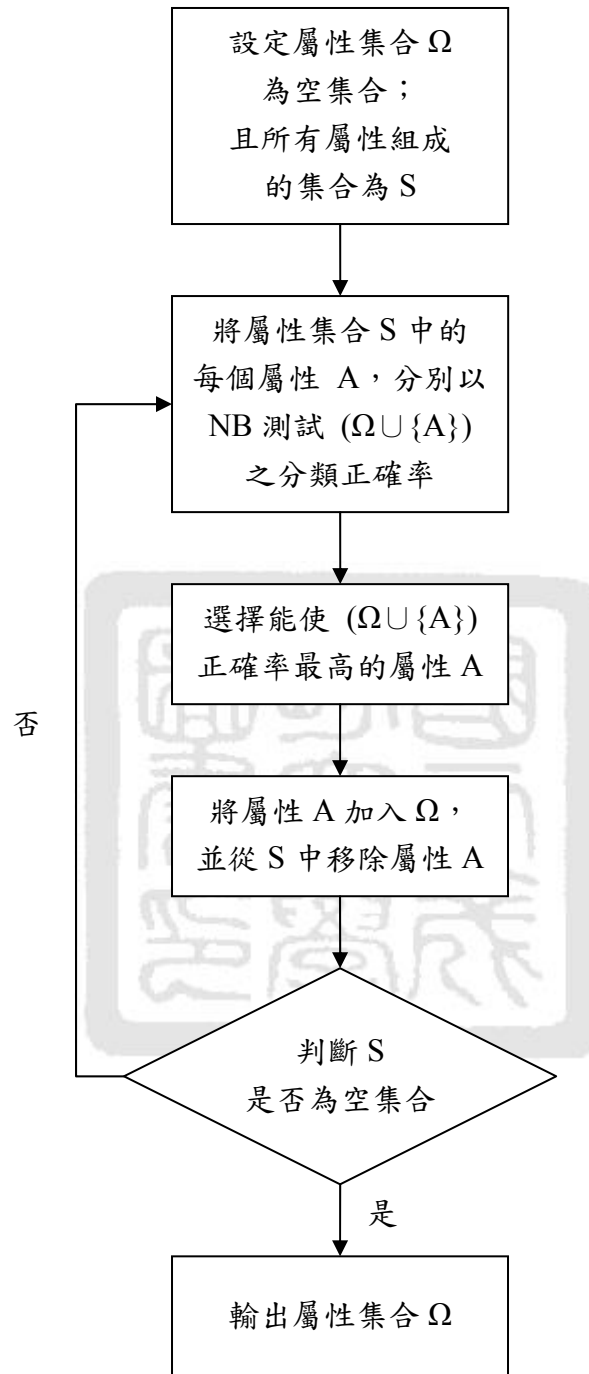 設定屬性集合 Ω
為空集合；
且所有屬性組成
的集合為 S
將屬性集合 S 中的
每個屬性 A，分別以
NB 測試 (Ω∪{A})
之分類正確率
選擇能使 (Ω∪{A})
正確率最高的屬性 A
否
將屬性 A 加入 Ω，
並從 S 中移除屬性 A
判斷 S
是否為空集合
是
輸出屬性集合 Ω